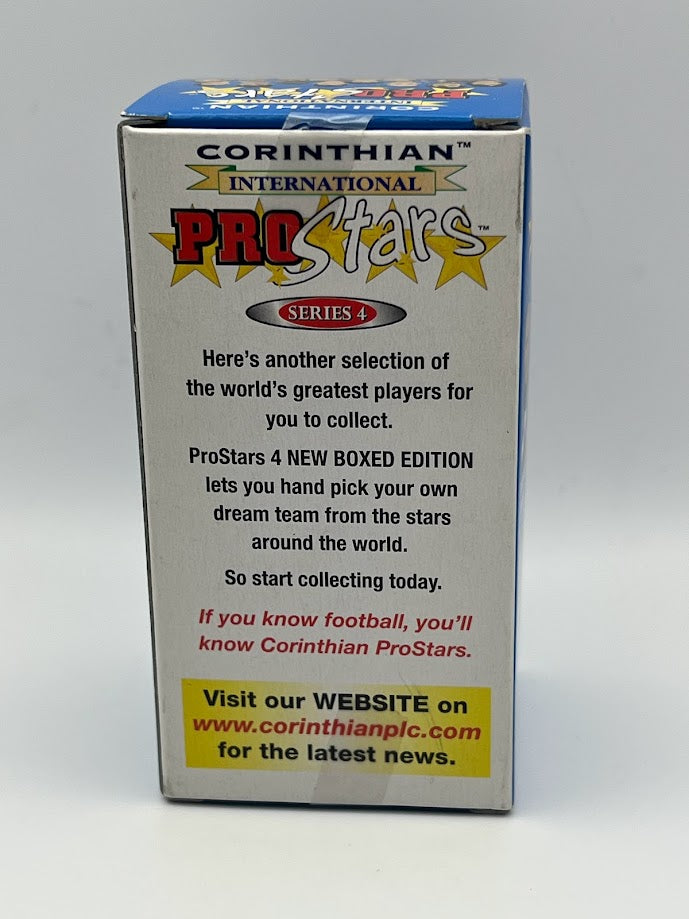 CORINTHIAN™
INTERNATIONAL
PROStars™
CORINTHIAN™
INTERNATIONAL
PROStars™
SERIES 4
Here's another selection of
the world's greatest players for
you to collect.
ProStars 4 NEW BOXED EDITION
lets you hand pick your own
dream team from the stars
around the world.
So start collecting today.
If you know football, you'll
know Corinthian ProStars.
Visit our WEBSITE on
www.corinthianplc.com
for the latest news.